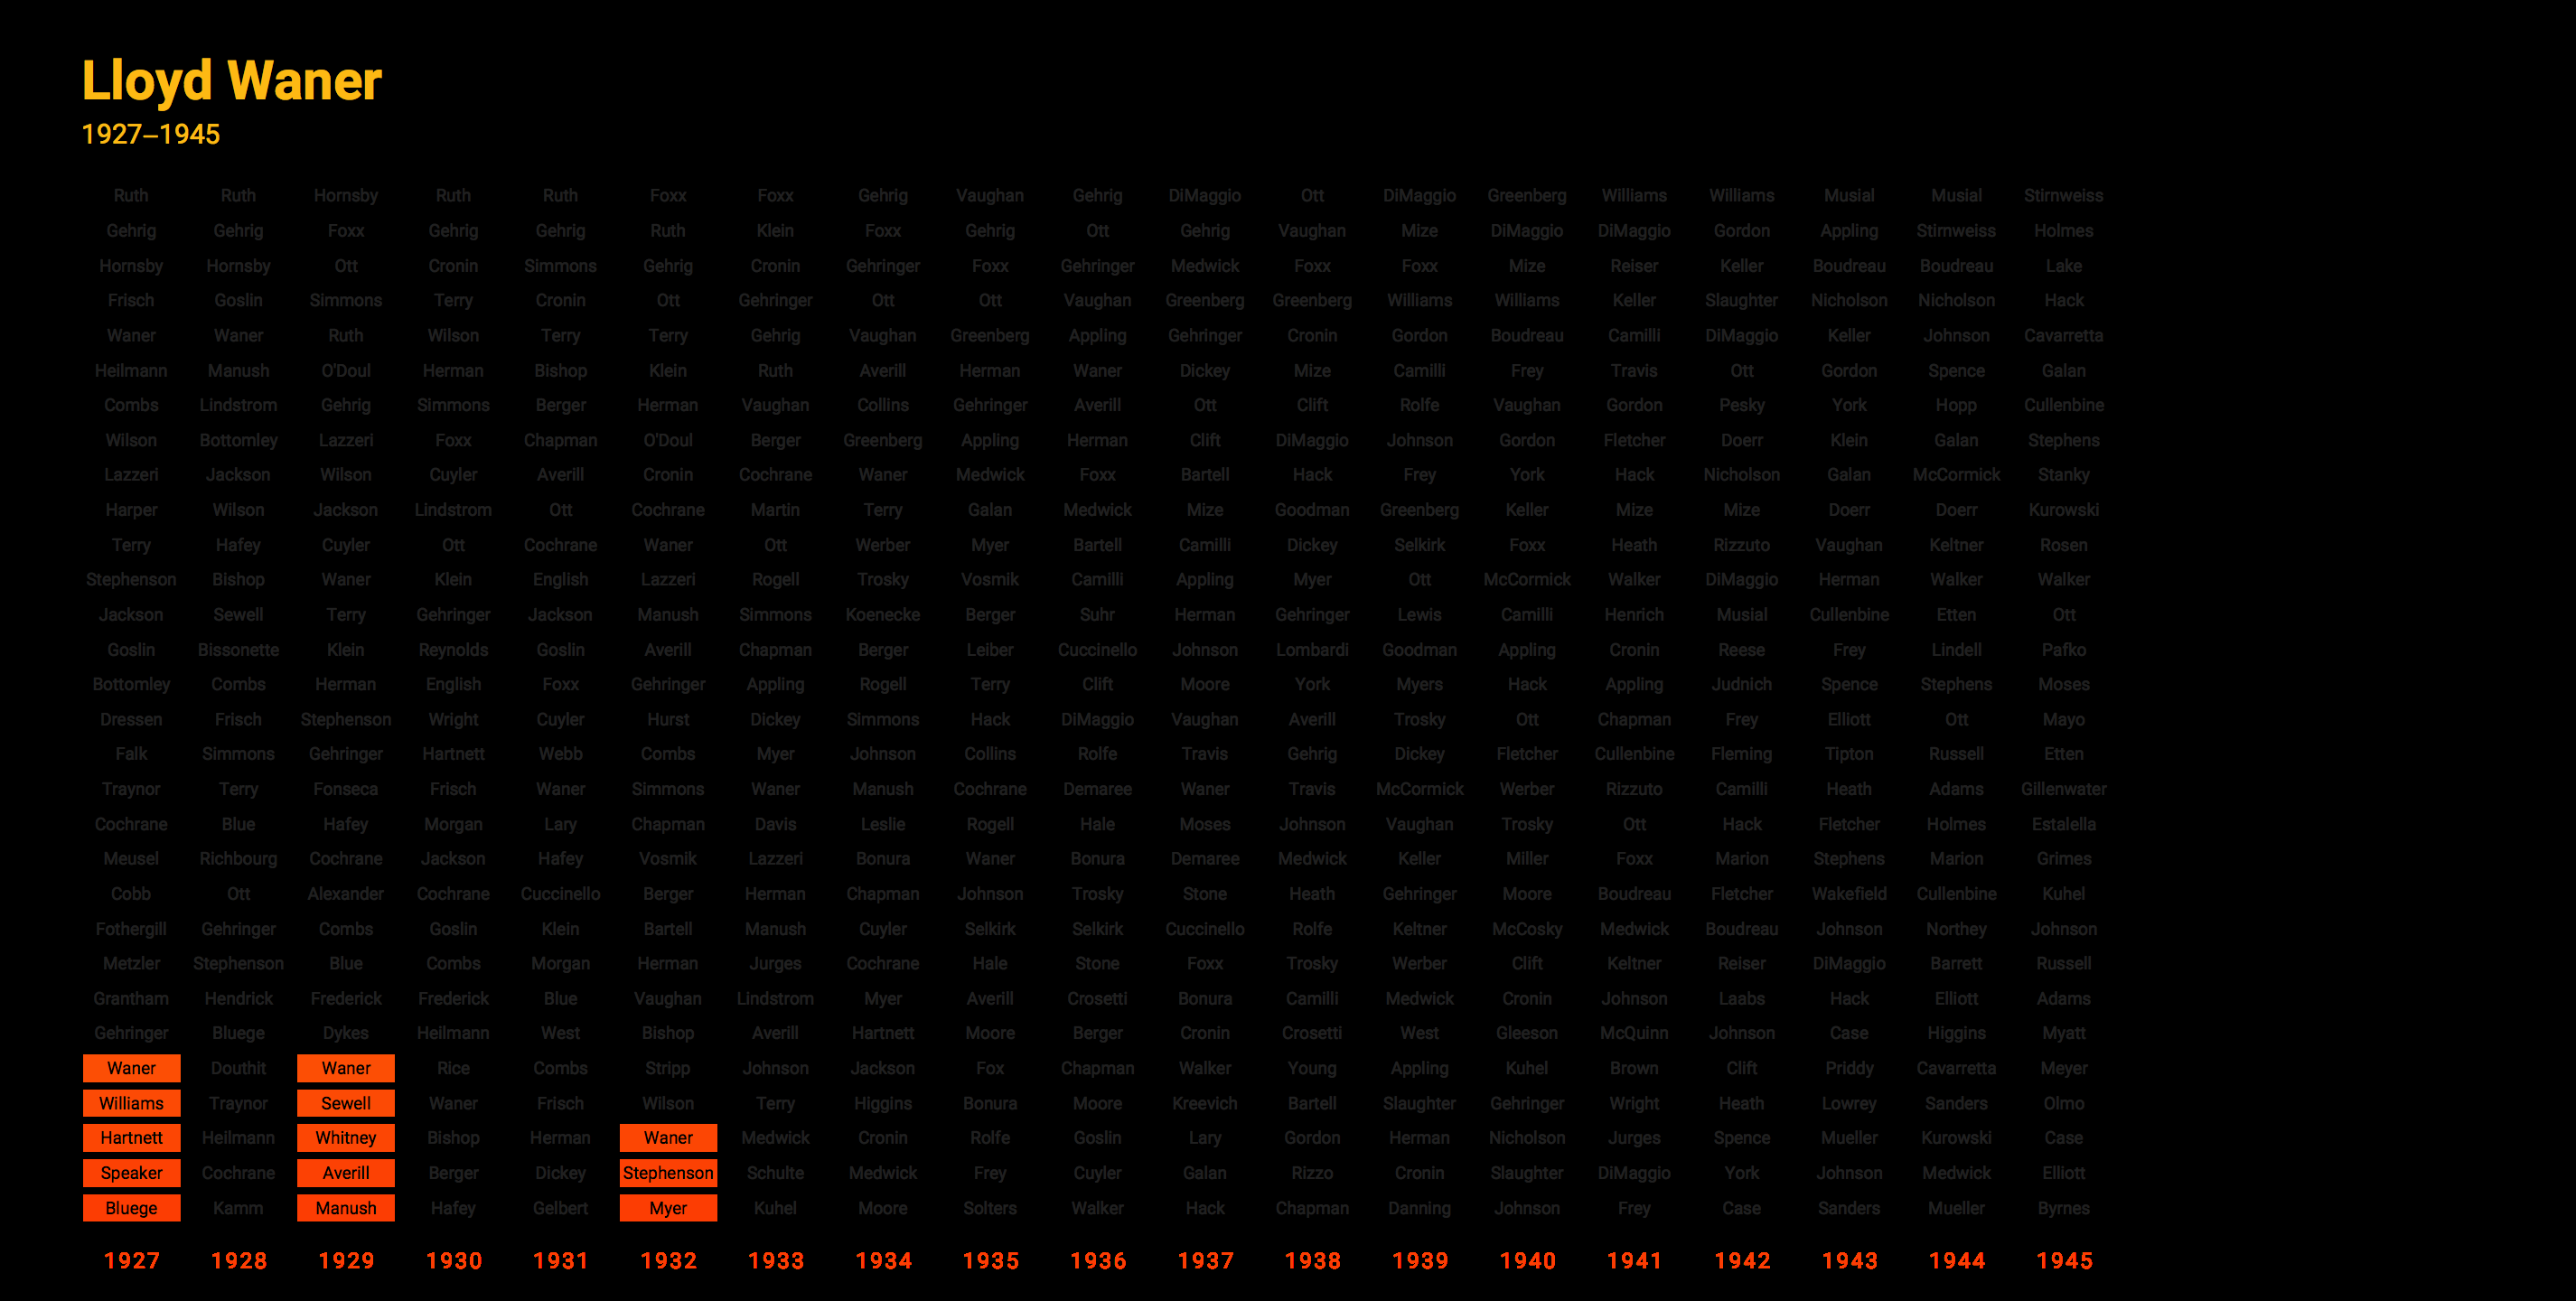 Lloyd Waner
1927–1945
Ruth Ruth Hornsby Ruth Ruth Foxx Foxx Gehrig Vaughan Gehrig DiMaggio Ott DiMaggio Greenberg Williams Williams Musial Musial Stirnweiss
Gehrig Gehrig Foxx Gehrig Gehrig Ruth Klein Foxx Gehrig Ott Gehrig Vaughan Mize DiMaggio DiMaggio Gordon Appling Stirnweiss Holmes
Hornsby Hornsby Ott Cronin Simmons Gehrig Cronin Gehringer Foxx Gehringer Medwick Foxx Foxx Mize Reiser Keller Boudreau Boudreau Lake
Frisch Goslin Simmons Terry Cronin Ott Gehringer Ott Ott Vaughan Greenberg Greenberg Williams Williams Keller Slaughter Nicholson Nicholson Hack
Waner Waner Ruth Wilson Terry Terry Gehrig Vaughan Greenberg Appling Gehringer Cronin Gordon Boudreau Camilli DiMaggio Keller Johnson Cavarretta
Heilmann Manush O'Doul Herman Bishop Klein Ruth Averill Herman Waner Dickey Mize Camilli Frey Travis Ott Gordon Spence Galan
Combs Lindstrom Gehrig Simmons Berger Herman Vaughan Collins Gehringer Averill Ott Clift Rolfe Vaughan Gordon Pesky York Hopp Cullenbine
Wilson Bottomley Lazzeri Foxx Chapman O'Doul Berger Greenberg Appling Herman Clift DiMaggio Johnson Gordon Fletcher Doerr Klein Galan Stephens
Lazzeri Jackson Wilson Cuyler Averill Cronin Cochrane Waner Medwick Foxx Bartell Hack Frey York Hack Nicholson Galan McCormick Stanky
Harper Wilson Jackson Lindstrom Ott Cochrane Martin Terry Galan Medwick Mize Goodman Greenberg Keller Mize Mize Doerr Doerr Kurowski
Terry Hafey Cuyler Ott Cochrane Waner Ott Werber Myer Bartell Camilli Dickey Selkirk Foxx Heath Rizzuto Vaughan Keltner Rosen
Stephenson Bishop Waner Klein English Lazzeri Rogell Trosky Vosmik Camilli Appling Myer Ott McCormick Walker DiMaggio Herman Walker Walker
Jackson Sewell Terry Gehringer Jackson Manush Simmons Koenecke Berger Suhr Herman Gehringer Lewis Camilli Henrich Musial Cullenbine Etten Ott
Goslin Bissonette Klein Reynolds Goslin Averill Chapman Berger Leiber Cuccinello Johnson Lombardi Goodman Appling Cronin Reese Frey Lindell Pafko
Bottomley Combs Herman English Foxx Gehringer Appling Rogell Terry Clift Moore York Myers Hack Appling Judnich Spence Stephens Moses
Dressen Frisch Stephenson Wright Cuyler Hurst Dickey Simmons Hack DiMaggio Vaughan Averill Trosky Ott Chapman Frey Elliott Ott Mayo
Falk Simmons Gehringer Hartnett Webb Combs Myer Johnson Collins Rolfe Travis Gehrig Dickey Fletcher Cullenbine Fleming Tipton Russell Etten
Traynor Terry Fonseca Frisch Waner Simmons Waner Manush Cochrane Demaree Waner Travis McCormick Werber Rizzuto Camilli Heath Adams Gillenwater
Cochrane Blue Hafey Morgan Lary Chapman Davis Leslie Rogell Hale Moses Johnson Vaughan Trosky Ott Hack Fletcher Holmes Estalella
Meusel Richbourg Cochrane Jackson Hafey Vosmik Lazzeri Bonura Waner Bonura Demaree Medwick Keller Miller Foxx Marion Stephens Marion Grimes
Cobb Ott Alexander Cochrane Cuccinello Berger Herman Chapman Johnson Trosky Stone Heath Gehringer Moore Boudreau Fletcher Wakefield Cullenbine Kuhel
Fothergill Gehringer Combs Goslin Klein Bartell Manush Cuyler Selkirk Selkirk Cuccinello Rolfe Keltner McCosky Medwick Boudreau Johnson Northey Johnson
Metzler Stephenson Blue Combs Morgan Herman Jurges Cochrane Hale Stone Foxx Trosky Werber Clift Keltner Reiser DiMaggio Barrett Russell
Grantham Hendrick Frederick Frederick Blue Vaughan Lindstrom Myer Averill Crosetti Bonura Camilli Medwick Cronin Johnson Laabs Hack Elliott Adams
Gehringer Bluege Dykes Heilmann West Bishop Averill Hartnett Moore Berger Cronin Crosetti West Gleeson McQuinn Johnson Case Higgins Myatt
Waner Douthit Waner Rice Combs Stripp Johnson Jackson Fox Chapman Walker Young Appling Kuhel Brown Clift Priddy Cavarretta Meyer
Williams Traynor Sewell Waner Frisch Wilson Terry Higgins Bonura Moore Kreevich Bartell Slaughter Gehringer Wright Heath Lowrey Sanders Olmo
Hartnett Heilmann Whitney Bishop Herman Waner Medwick Cronin Rolfe Goslin Lary Gordon Herman Nicholson Jurges Spence Mueller Kurowski Case
Speaker Cochrane Averill Berger Dickey Stephenson Schulte Medwick Frey Cuyler Galan Rizzo Cronin Slaughter DiMaggio York Johnson Medwick Elliott
Bluege Kamm Manush Hafey Gelbert Myer Kuhel Moore Solters Walker Hack Chapman Danning Johnson Frey Case Sanders Mueller Byrnes
1927 1928 1929 1930 1931 1932 1933 1934 1935 1936 1937 1938 1939 1940 1941 1942 1943 1944 1945